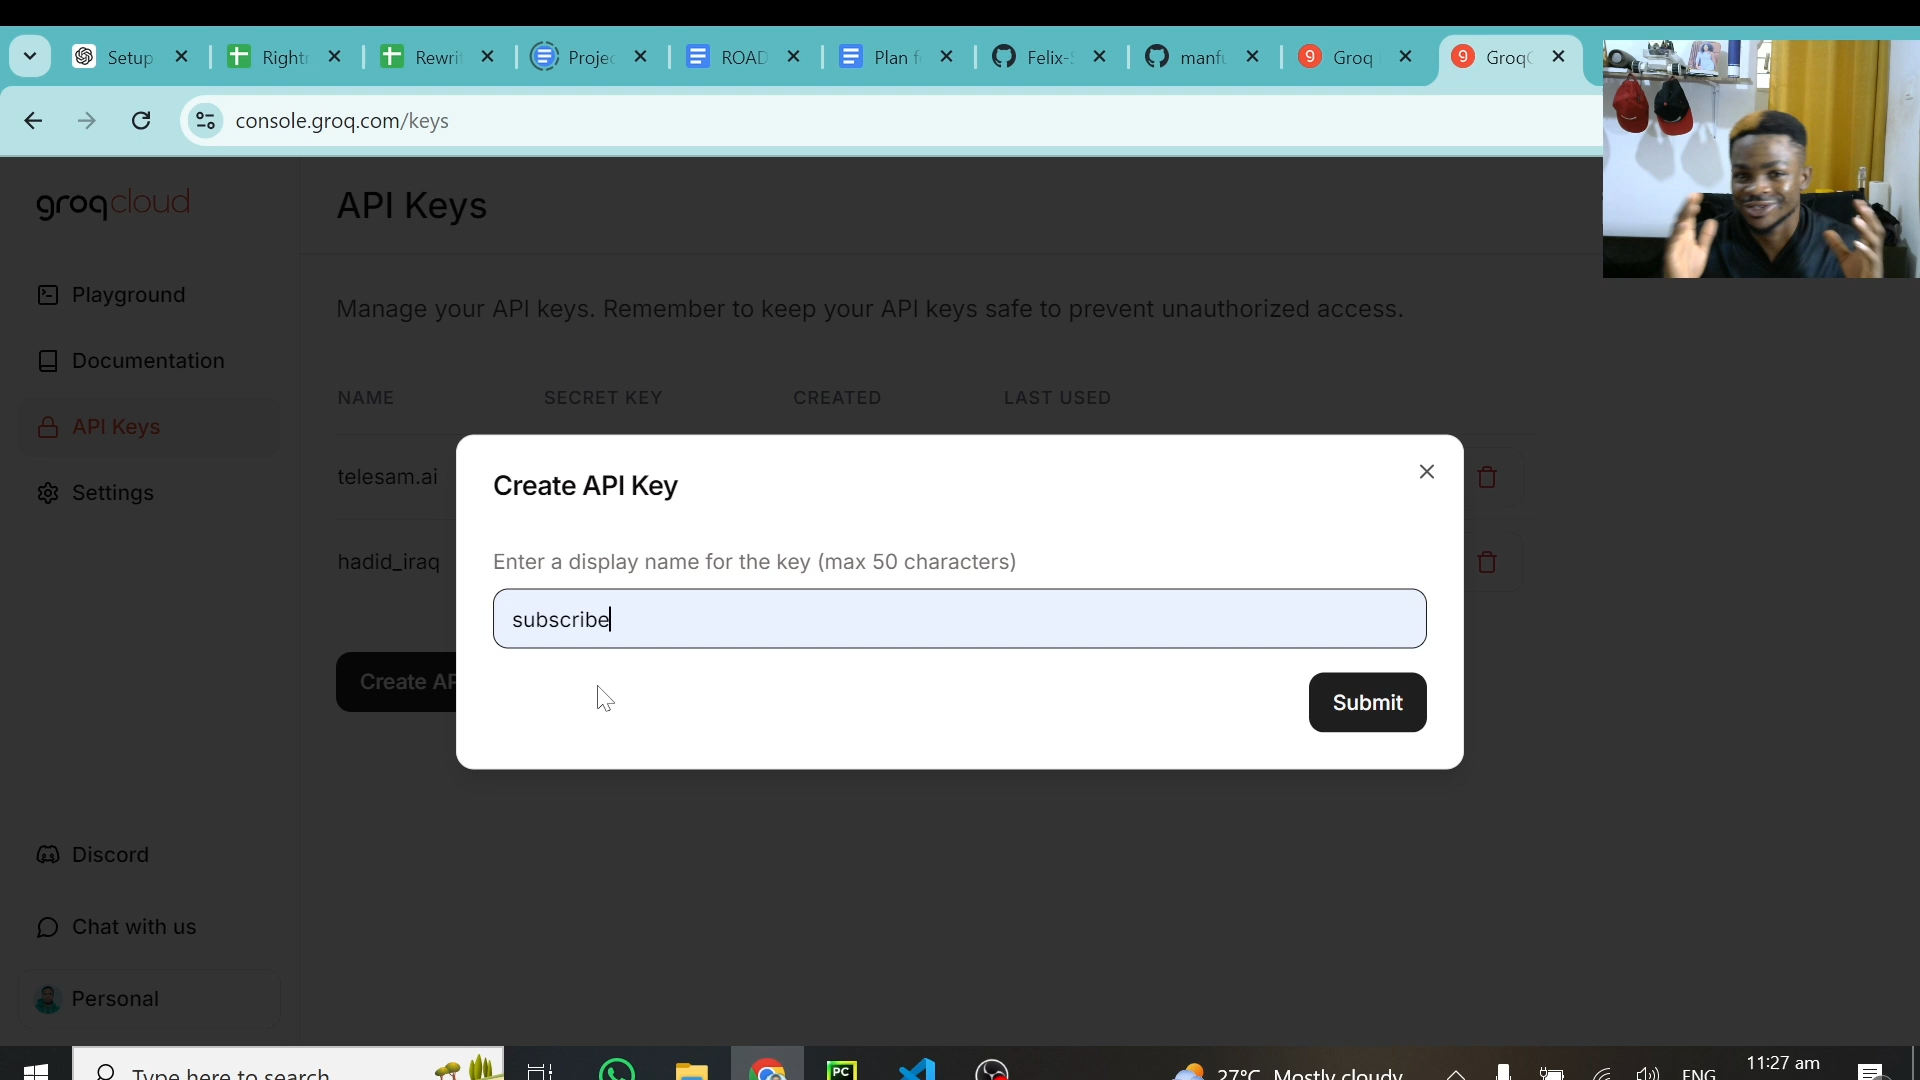 Setup
Right
Rewri
Projec
ROAD
Plan f
Felix-
manfu
Groq
Groq
console.groq.com/keys
groqcloud
API Keys
Playground
Documentation
API Keys
Settings
Manage your API keys. Remember to keep your API keys safe to prevent unauthorized access.
NAME
SECRET KEY
CREATED
LAST USED
telesam.ai
hadid_iraq
Create AP
Create API Key
Enter a display name for the key (max 50 characters)
subscribe
Submit
Discord
Chat with us
Personal
Type here to search
PC
27°C Mostly cloudy
ENG
11:27 am